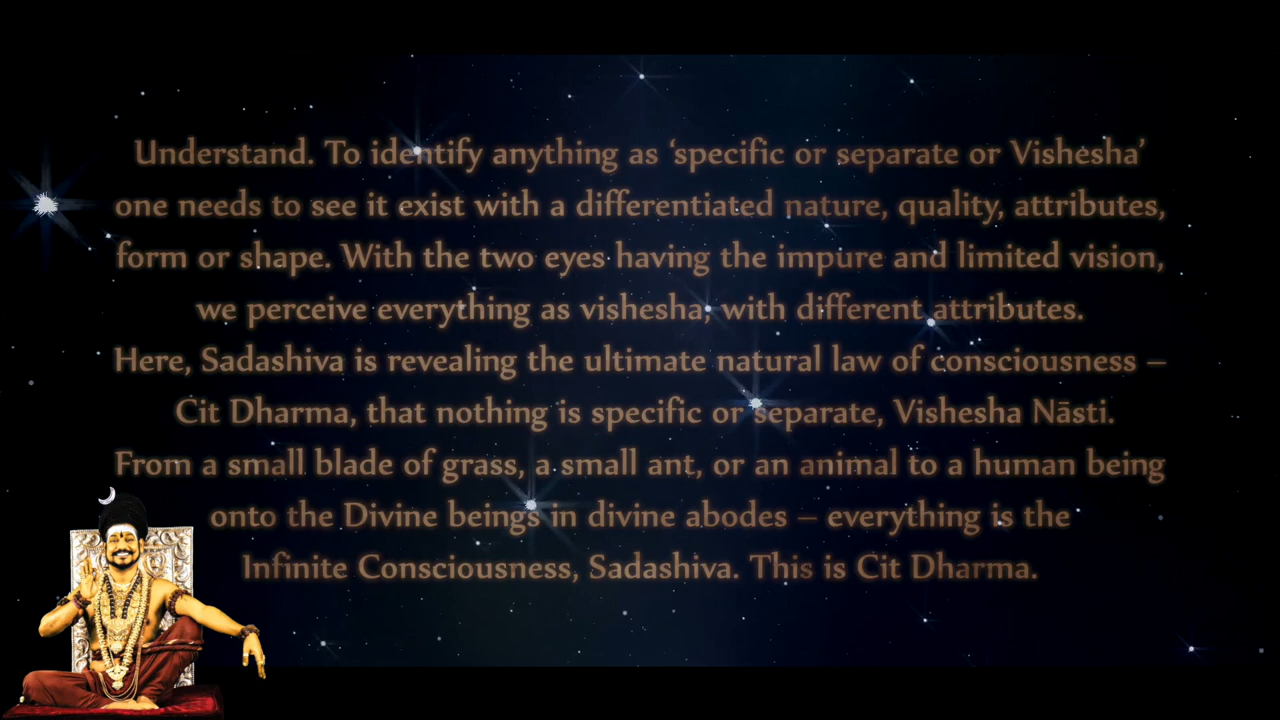 Understand. To identify anything as ‘specific or separate or Vishesha’
one needs to see it exist with a differentiated nature, quality, attributes,
form or shape. With the two eyes having the impure and limited vision,
we perceive everything as vishesha, with different attributes.
Here, Sadashiva is revealing the ultimate natural law of consciousness –
Cit Dharma, that nothing is specific or separate, Vishesha Nāsti.
From a small blade of grass, a small ant, or an animal to a human being
onto the Divine beings in divine abodes – everything is the
Infinite Consciousness, Sadashiva. This is Cit Dharma.